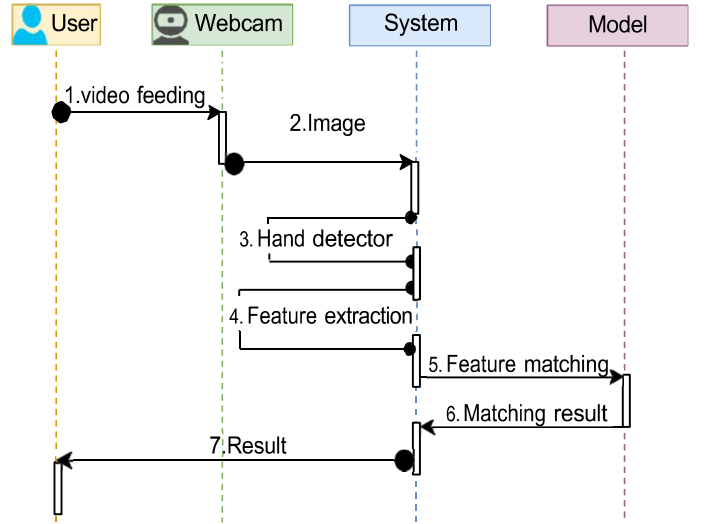 User
Webcam
System
Model
1.video feeding
2.Image
3. Hand detector
4. Feature extraction
5. Feature matching
6. Matching result
7.Result